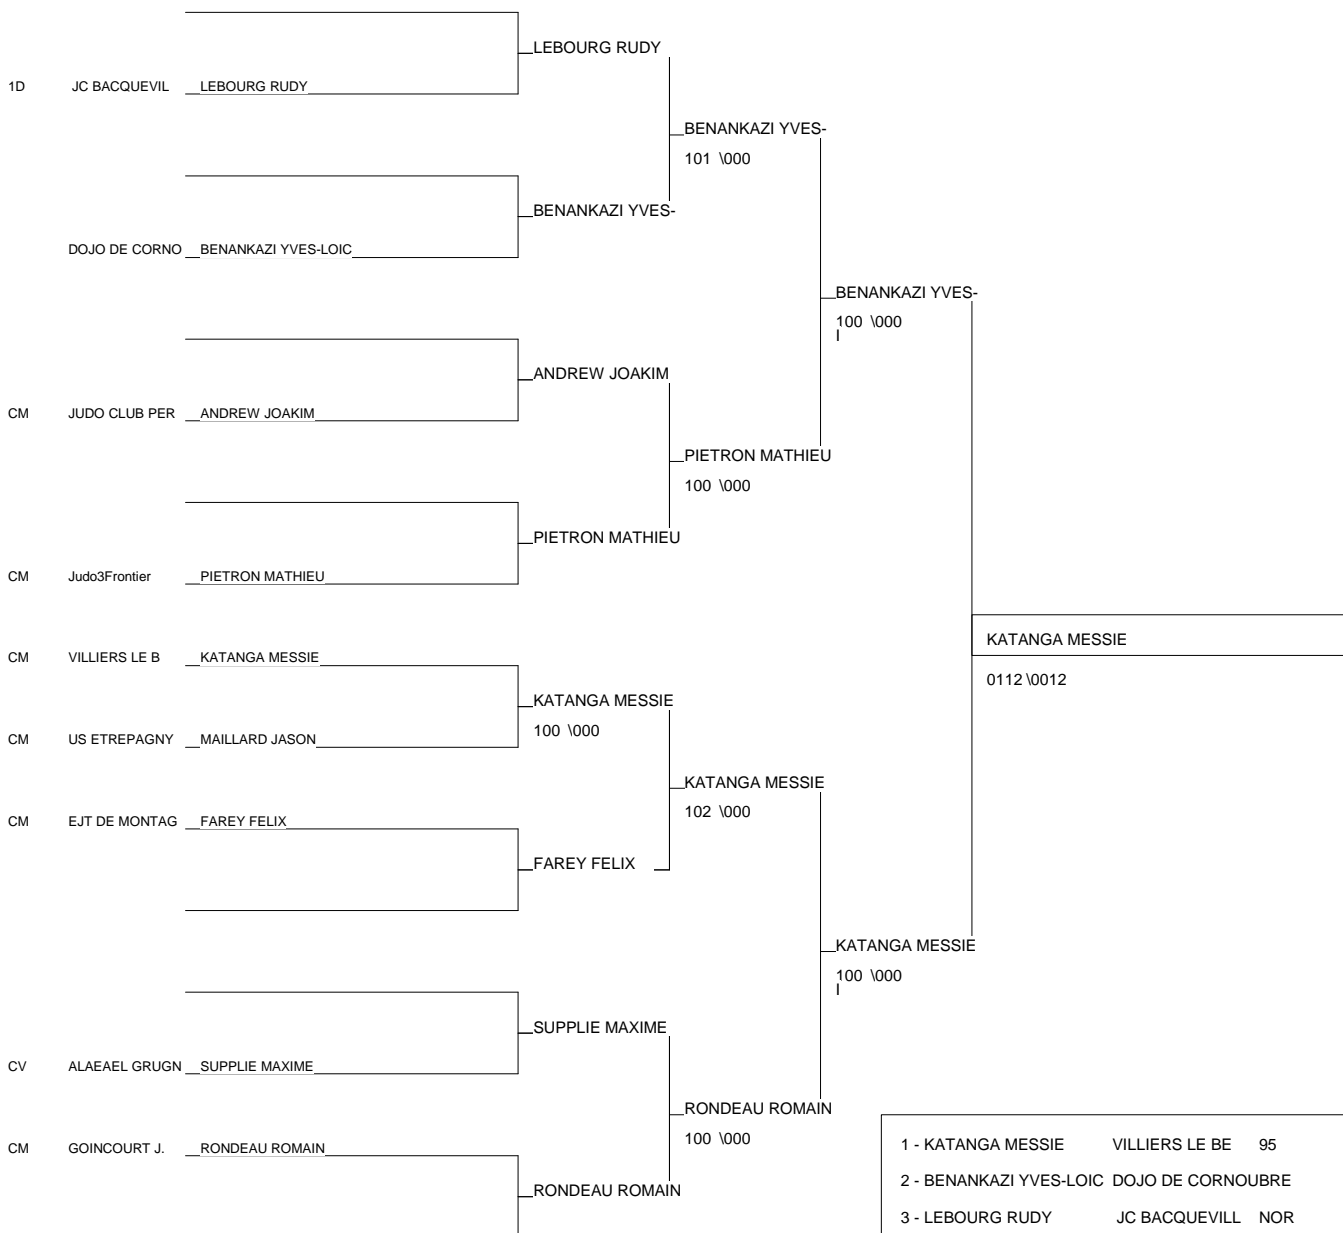 LEBOURG RUDY
1D JC BACQUEVIL LEBOURG RUDY
BENANKAZI YVES-
101 \000
BENANKAZI YVES-
DOJO DE CORNO BENANKAZI YVES-LOIC
BENANKAZI YVES-
100 \000
I
ANDREW JOAKIM
CM JUDO CLUB PER ANDREW JOAKIM
PIETRON MATHIEU
100 \000
PIETRON MATHIEU
CM Judo3Frontier PIETRON MATHIEU
KATANGA MESSIE
CM VILLIERS LE B KATANGA MESSIE
0112 \0012
KATANGA MESSIE
100 \000
CM US ETREPAGNY MAILLARD JASON
KATANGA MESSIE
102 \000
CM EJT DE MONTAG FAREY FELIX
FAREY FELIX
KATANGA MESSIE
100 \000
I
SUPPLIE MAXIME
CV ALAEAEL GRUGN SUPPLIE MAXIME
RONDEAU ROMAIN
100 \000
CM GOINCOURT J. RONDEAU ROMAIN
RONDEAU ROMAIN
1 - KATANGA MESSIE VILLIERS LE BE 95
2 - BENANKAZI YVES-LOIC DOJO DE CORNOUBRE
3 - LEBOURG RUDY JC BACQUEVILL NOR